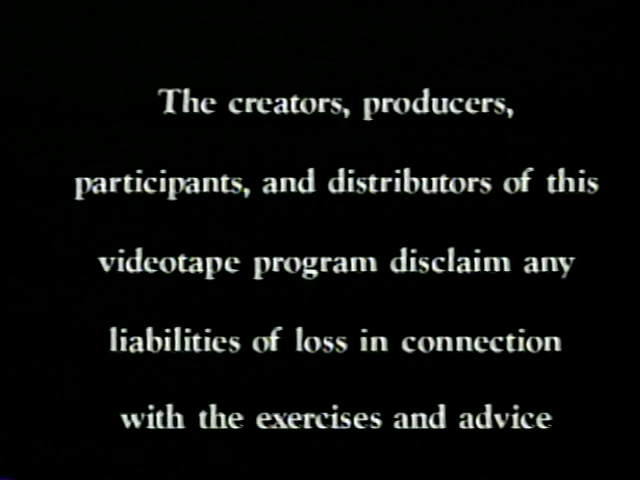 The creators, producers,
participants, and distributors of this
videotape program disclaim any
liabilities of loss in connection
with the exercises and advice